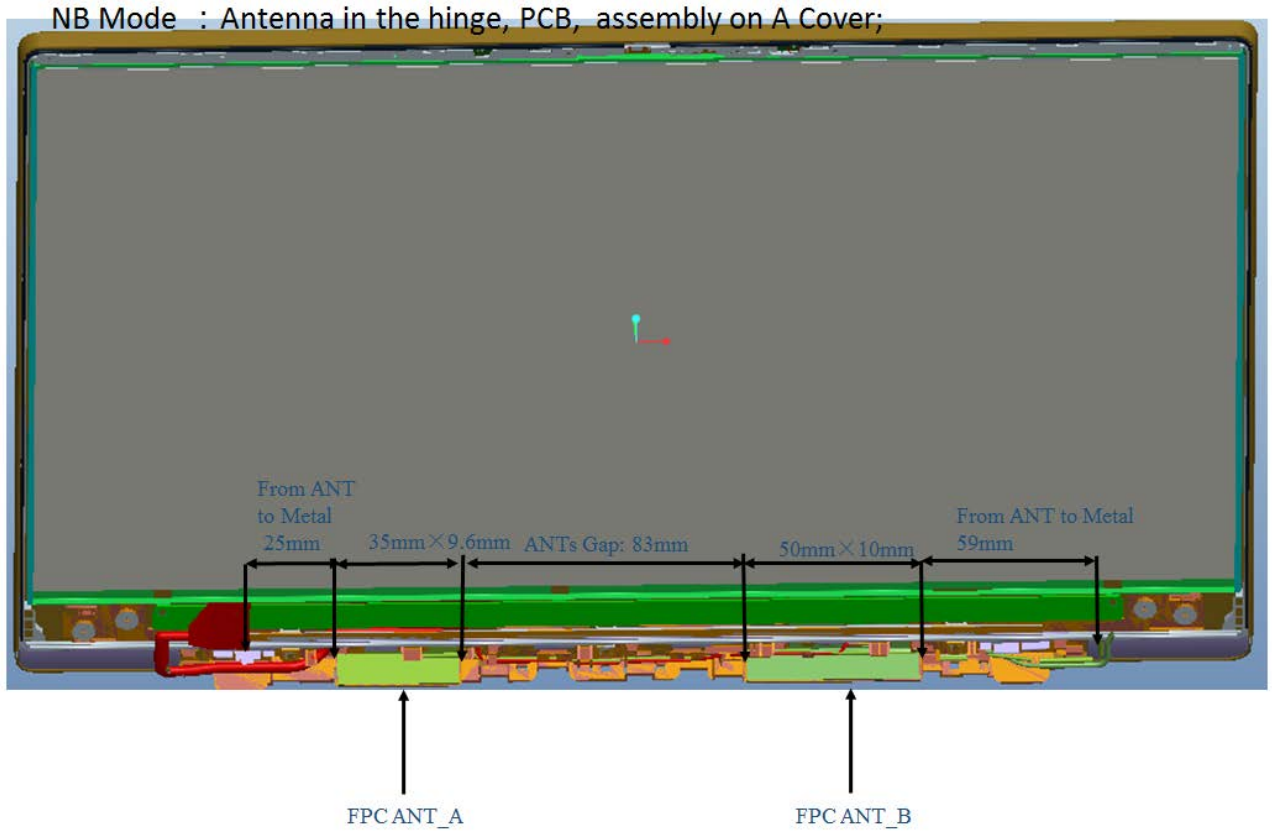 NB Mode : Antenna in the hinge, PCB, assembly on A Cover;
From ANT
to Metal
25mm
35mm×9.6mm
ANTs Gap: 83mm
50mm×10mm
From ANT to Metal
59mm
FPC ANT_A
FPC ANT_B